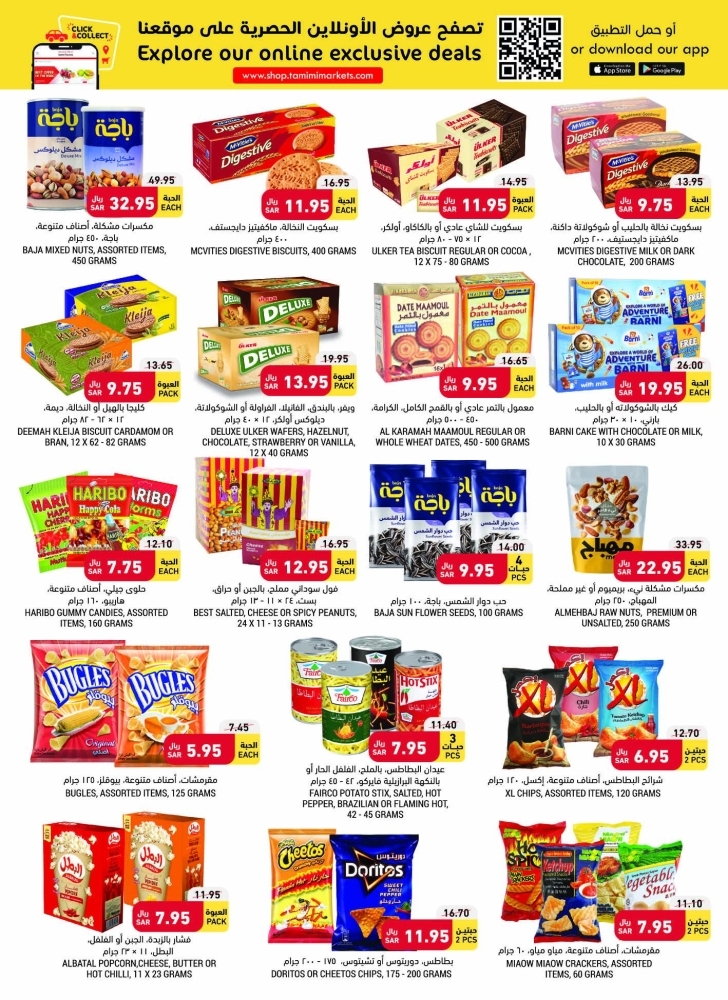 CLICK
&COLLECT
تصفح عروض الأونلاين الحصرية على موقعنا
Explore our online exclusive deals
www.shop.tamimimarkets.com
أو حمل التطبيق
or download our app
App Store
Google Play
49.95
ريال
SAR 32.95
الحبة
EACH
مكسرات مشكلة، أصناف متنوعة،
باجة، ٤٥٠ جرام
BAJA MIXED NUTS, ASSORTED ITEMS,
450 GRAMS
16.95
ريال
SAR 11.95
الحبة
EACH
بسكويت النخالة، ماكفيتيز دايجستف،
٤٠٠ جرام
MCVITIES DIGESTIVE BISCUITS, 400 GRAMS
14.95
ريال
SAR 11.95
العبوة
PACK
بسكويت للشاي عادي أو بالكاكاو، أولكر،
١٢ × ٧٥ - ٨٠ جرام
ULKER TEA BISCUIT REGULAR OR COCOA ,
12 X 75 - 80 GRAMS
13.95
ريال
SAR 9.75
الحبة
EACH
بسكويت نخالة بالحليب أو شوكولاتة داكنة،
ماكفيتيز دايجستيف، ٢٠٠ جرام
MCVITIES DIGESTIVE MILK OR DARK
CHOCOLATE, 200 GRAMS
13.65
ريال
SAR 9.75
العبوة
PACK
كليجا بالهيل أو النخالة، ديمة،
١٢ × ٦٢ - ٨٢ جرام
DEEMAH KLEIJA BISCUIT CARDAMOM OR
BRAN, 12 X 62 - 82 GRAMS
19.95
ريال
SAR 13.95
العبوة
PACK
ويفر، بالبندق، الفانيلا، الفراولة أو الشوكولاتة
ديلوكس أولكر، ١٢ × ٤٠ جرام
DELUXE ULKER WAFERS, HAZELNUT,
CHOCOLATE, STRAWBERRY OR VANILLA,
12 X 40 GRAMS
16.65
ريال
SAR 9.95
الحبة
EACH
معمول بالتمر عادي أو بالقمح الكامل، الكرامة،
٤٥٠ - ٥٠٠ جرام
AL KARAMAH MAAMOUL REGULAR OR
WHOLE WHEAT DATES, 450 - 500 GRAMS
26.00
ريال
SAR 19.95
العبوة
PACK
كيك بالشوكولاته أو بالحليب،
بارني، ١٠ × ٣٠ جرام
BARNI CAKE WITH CHOCOLATE OR MILK,
10 X 30 GRAMS
12.10
ريال
SAR 7.75
الحبة
EACH
حلوى جيلي، أصناف متنوعة،
هاريبو، ١٦٠ جرام
HARIBO GUMMY CANDIES, ASSORTED
ITEMS, 160 GRAMS
16.95
ريال
SAR 12.95
العبوة
PACK
فول سوداني مملح، بالجبن أو حراق،
بست، ٢٤ × ١١ - ١٣ جرام
BEST SALTED, CHEESE OR SPICY PEANUTS,
24 X 11 - 13 GRAMS
14.00
ريال
SAR 9.95
4
حبات
PCS
حب دوار الشمس، باجة، ١٠٠ جرام
BAJA SUN FLOWER SEEDS, 100 GRAMS
33.95
ريال
SAR 22.95
الحبة
EACH
مكسرات مشكلة نيء، بريميوم أو غير مملحة،
المهباج، ٢٥٠ جرام
ALMEHBAJ RAW NUTS, PREMIUM OR
UNSALTED, 250 GRAMS
7.45
ريال
SAR 5.95
الحبة
EACH
مقرمشات، أصناف متنوعة، بيوقلز، ١٢٥ جرام
BUGLES, ASSORTED ITEMS, 125 GRAMS
11.40
ريال
SAR 7.95
3
حبات
PCS
عيدان البطاطس، بالملح، الفلفل الحار أو
بالنكهة البرازيلية فايركو، ٤٢ - ٤٥ جرام
FAIRCO POTATO STIX, SALTED, HOT
PEPPER, BRAZILIAN OR FLAMING HOT,
42 - 45 GRAMS
12.70
ريال
SAR 6.95
حبتين
2 PCS
شرائح البطاطس، أصناف متنوعة، إكسل، ١٢٠ جرام
XL CHIPS, ASSORTED ITEMS, 120 GRAMS
11.95
ريال
SAR 7.95
العبوة
PACK
فشار بالزبدة، الجبن أو الفلفل،
البطل، ١١ × ٢٣ جرام
ALBATAL POPCORN,CHEESE, BUTTER OR
HOT CHILLI, 11 X 23 GRAMS
16.70
ريال
SAR 11.95
حبتين
2 PCS
بطاطس، دوريتوس أو شيتوس، ١٧٥ - ٢٠٠ جرام
DORITOS OR CHEETOS CHIPS, 175 - 200 GRAMS
11.10
ريال
SAR 7.95
حبتين
2 PCS
مقرمشات، مياو مياو، أصناف متنوعة، ٦٠ جرام
MIAOW MIAOW CRACKERS, ASSORTED
ITEMS, 60 GRAMS